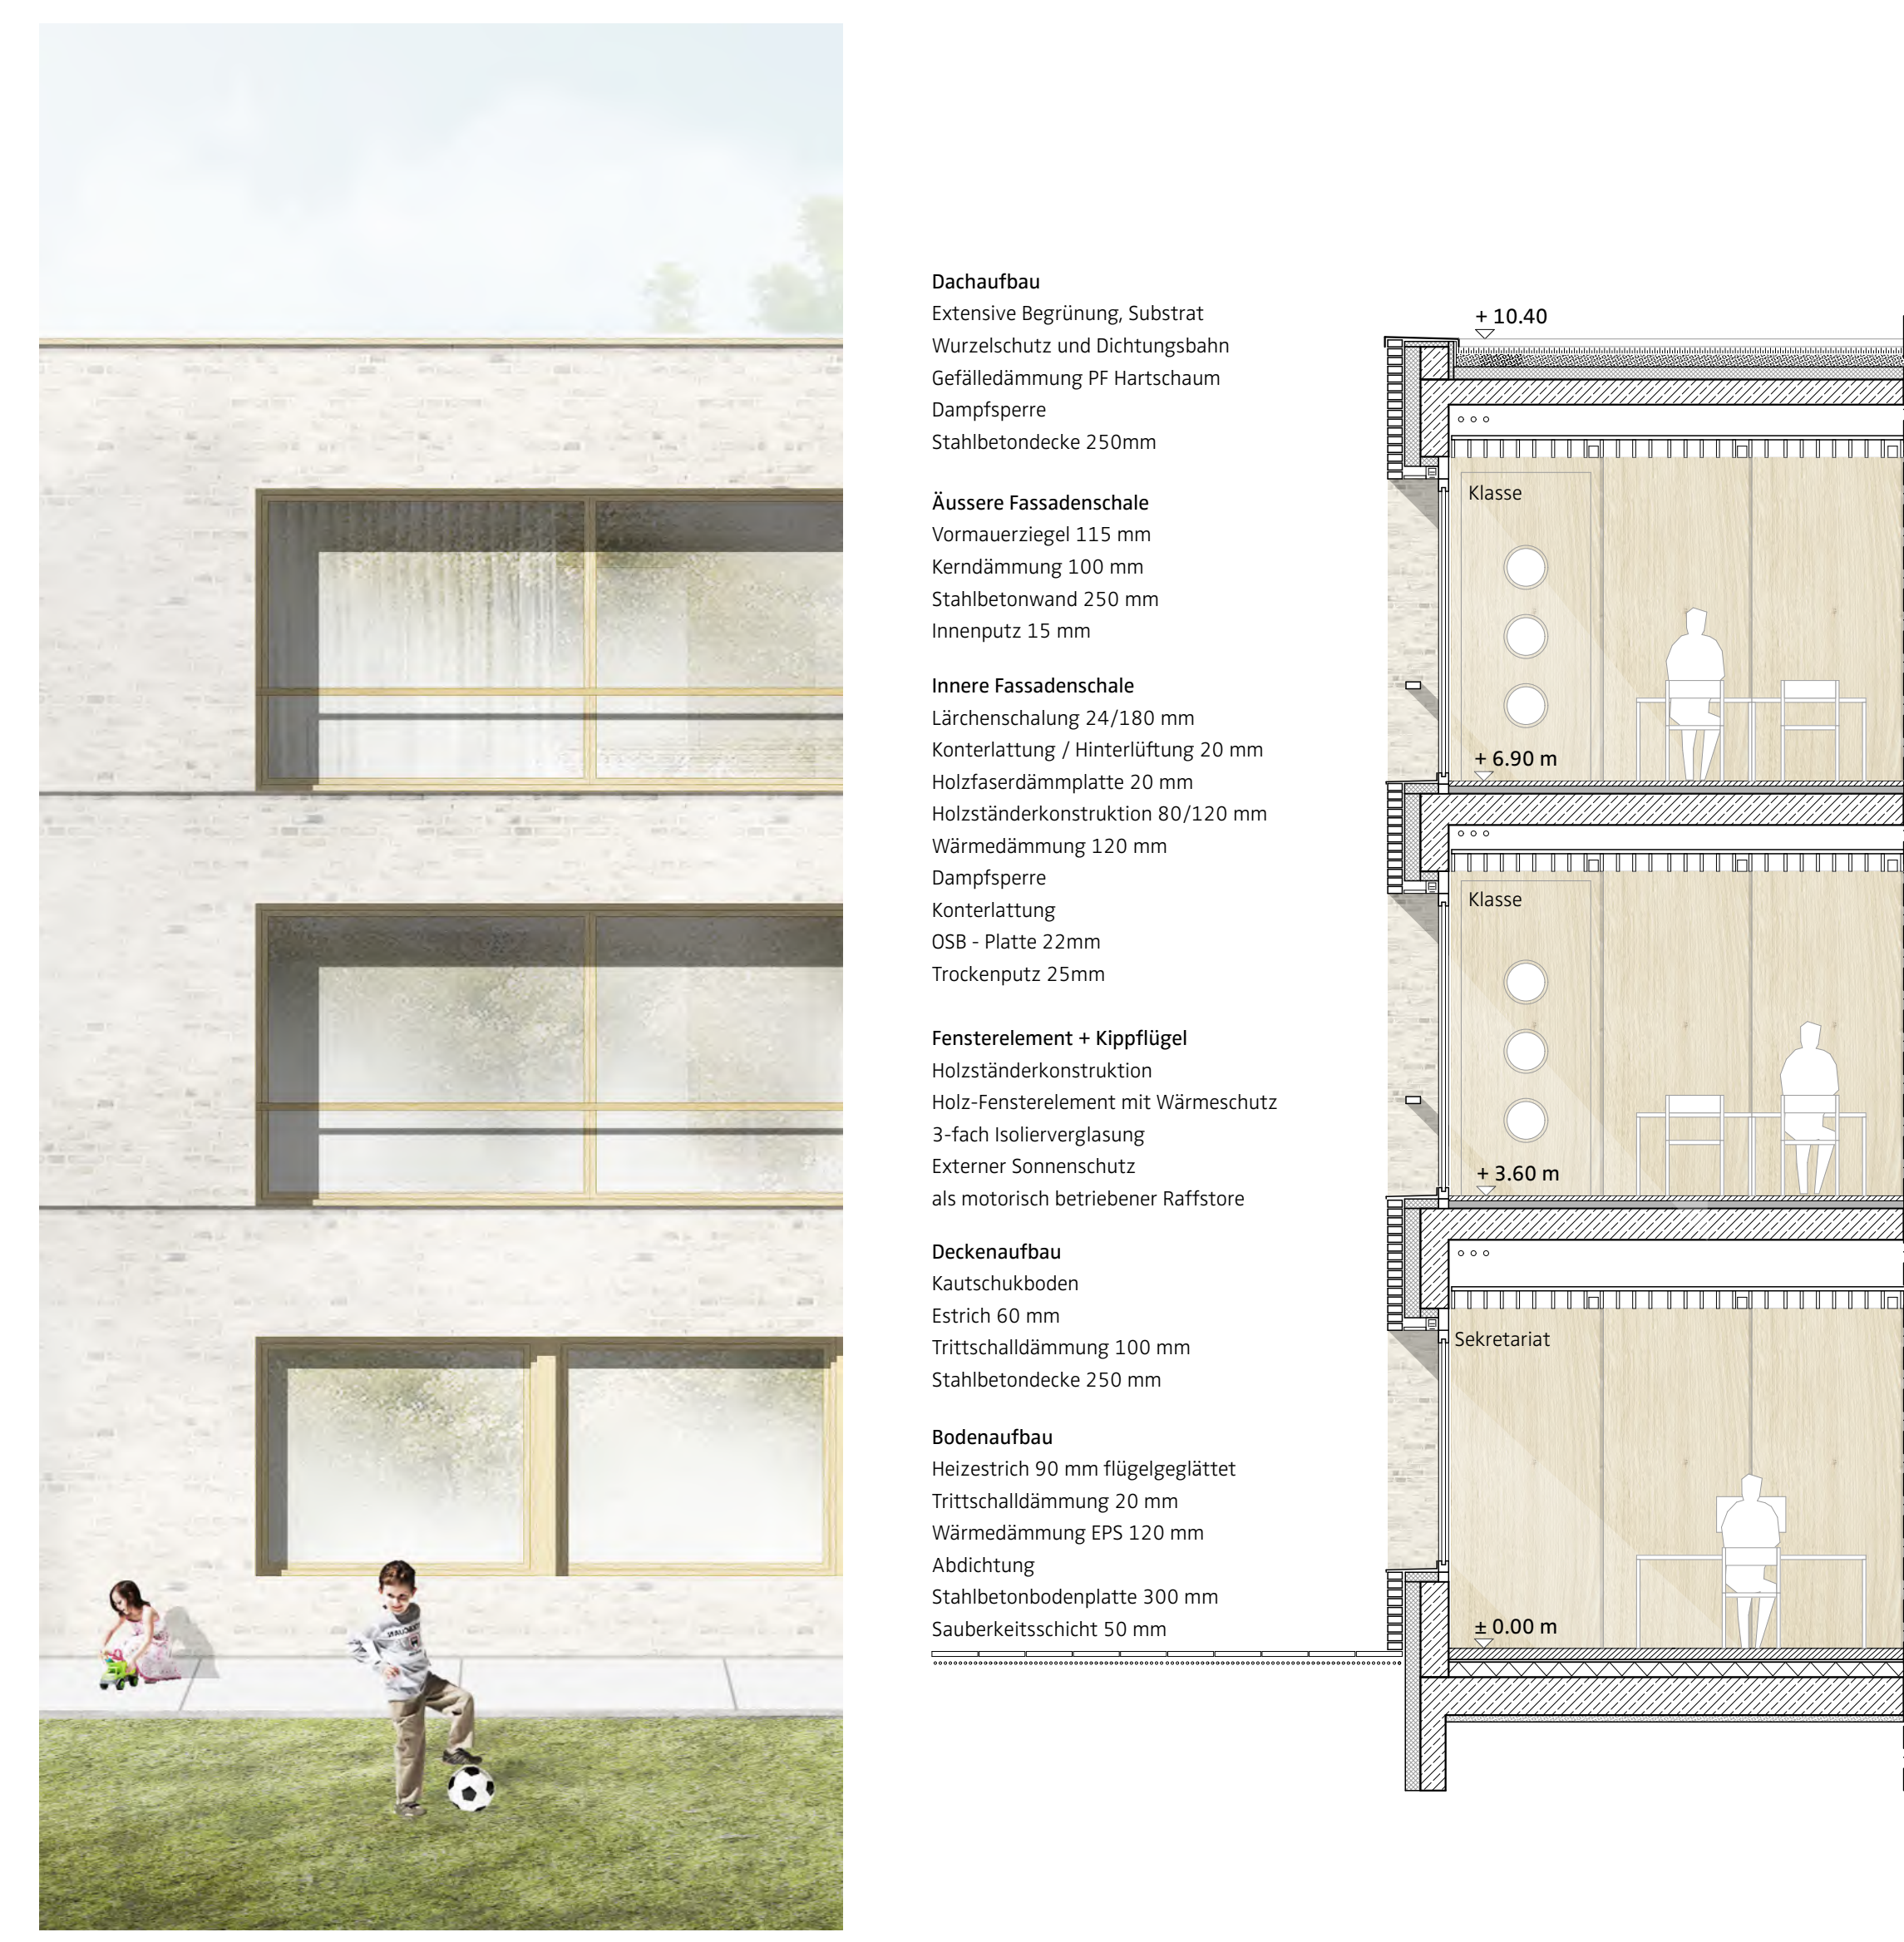 Dachaufbau
Extensive Begrünung, Substrat
Wurzelschutz und Dichtungsbahn
Gefälledämmung PF Hartschaum
Dampfsperre
Stahlbetondecke 250mm
Äussere Fassadenschale
Vormauerziegel 115 mm
Kerndämmung 100 mm
Stahlbetonwand 250 mm
Innenputz 15 mm
Innere Fassadenschale
Lärchenschalung 24/180 mm
Konterlattung / Hinterlüftung 20 mm
Holzfaserdämmplatte 20 mm
Holzständerkonstruktion 80/120 mm
Wärmedämmung 120 mm
Dampfsperre
Konterlattung
OSB - Platte 22mm
Trockenputz 25mm
Fensterelement + Kippflügel
Holzständerkonstruktion
Holz-Fensterelement mit Wärmeschutz
3-fach Isolierverglasung
Externer Sonnenschutz
als motorisch betriebener Raffstore
Deckenaufbau
Kautschukboden
Estrich 60 mm
Trittschalldämmung 100 mm
Stahlbetondecke 250 mm
Bodenaufbau
Heizestrich 90 mm flügelgeglättet
Trittschalldämmung 20 mm
Wärmedämmung EPS 120 mm
Abdichtung
Stahlbetonbodenplatte 300 mm
Sauberkeitsschicht 50 mm
+ 10.40
Klasse
+ 6.90 m
Klasse
+ 3.60 m
Sekretariat
± 0.00 m